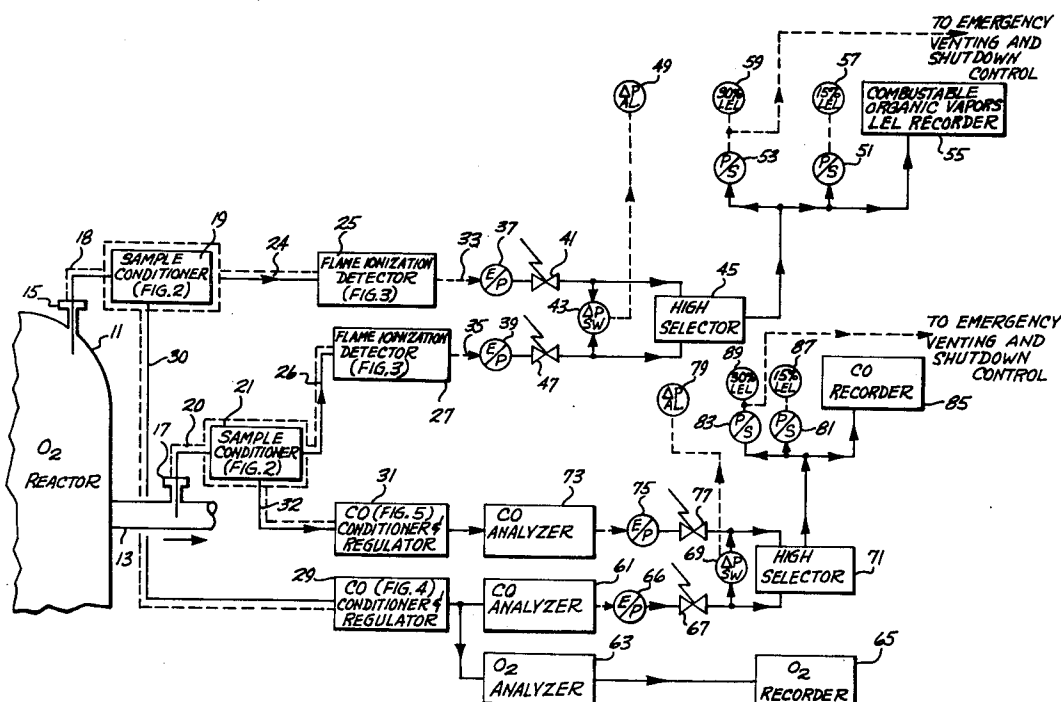 TO EMERGENCY
VENTING AND
SHUTDOWN
CONTROL
49
ΔP
AL.
59
90%
LEL
57
15%
LEL
COMBUSTABLE
ORGANIC VAPORS
LEL RECORDER
55
P/S
53
P/S
51
18
19
SAMPLE
CONDITIONER
(FIG.2)
24
25
FLAME IONIZATION
DETECTOR
(FIG.3)
33
37
E/P
41
15
11
43
ΔP
SW
45
HIGH
SELECTOR
FLAME IONIZATION
DETECTOR
(FIG.3)
27
35
39
E/P
47
26
30
TO EMERGENCY
VENTING AND
SHUTDOWN
CONTROL
79
ΔP
AL.
89
90%
LEL
87
15%
LEL
CO
RECORDER
85
83
P/S
P/S
81
O2
REACTOR
17
20
21
SAMPLE
CONDITIONER
(FIG.2)
32
13
31
CO (FIG.5)
CONDITIONER &
REGULATOR
73
CO
ANALYZER
75
E/P
77
69
ΔP
SW
HIGH
SELECTOR
71
29
CO (FIG.4)
CONDITIONER &
REGULATOR
61
CO
ANALYZER
66
E/P
67
63
O2
ANALYZER
65
O2
RECORDER